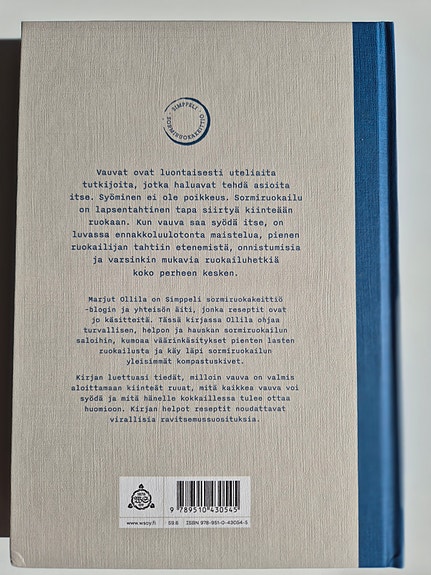 SIMPPELI
SORMIRUOKAKEITTIÖ
Vauvat ovat luontaisesti uteliaita
tutkijoita, jotka haluavat tehdä asioita
itse. Syöminen ei ole poikkeus. Sormiruokailu
on lapsentahtinen tapa siirtyä kiinteään
ruokaan. Kun vauva saa syödä itse, on
luvassa ennakkoluulotonta maistelua, pienen
ruokailijan tahtiin etenemistä, onnistumisia
ja varsinkin mukavia ruokailuhetkiä
koko perheen kesken.
Marjut Ollila on Simppeli sormiruokakeittiö
-blogin ja yhteisön äiti, jonka reseptit ovat
jo käsitteitä. Tässä kirjassa Ollila ohjaa
turvallisen, helpon ja hauskan sormiruokailun
saloihin, kumoaa väärinkäsitykset pienten lasten
ruokailusta ja käy läpi sormiruokailun
yleisimmät kompastuskivet.
Kirjan luettuasi tiedät, milloin vauva on valmis
aloittamaan kiinteät ruuat, mitä kaikkea vauva voi
syödä ja mitä hänelle kokkaillessa tulee ottaa
huomioon. Kirjan helpot reseptit noudattavat
virallisia ravitsemussuosituksia.
9 789510 430545
www.wsoy.fi
59.6
ISBN 978-951-0-43054-5